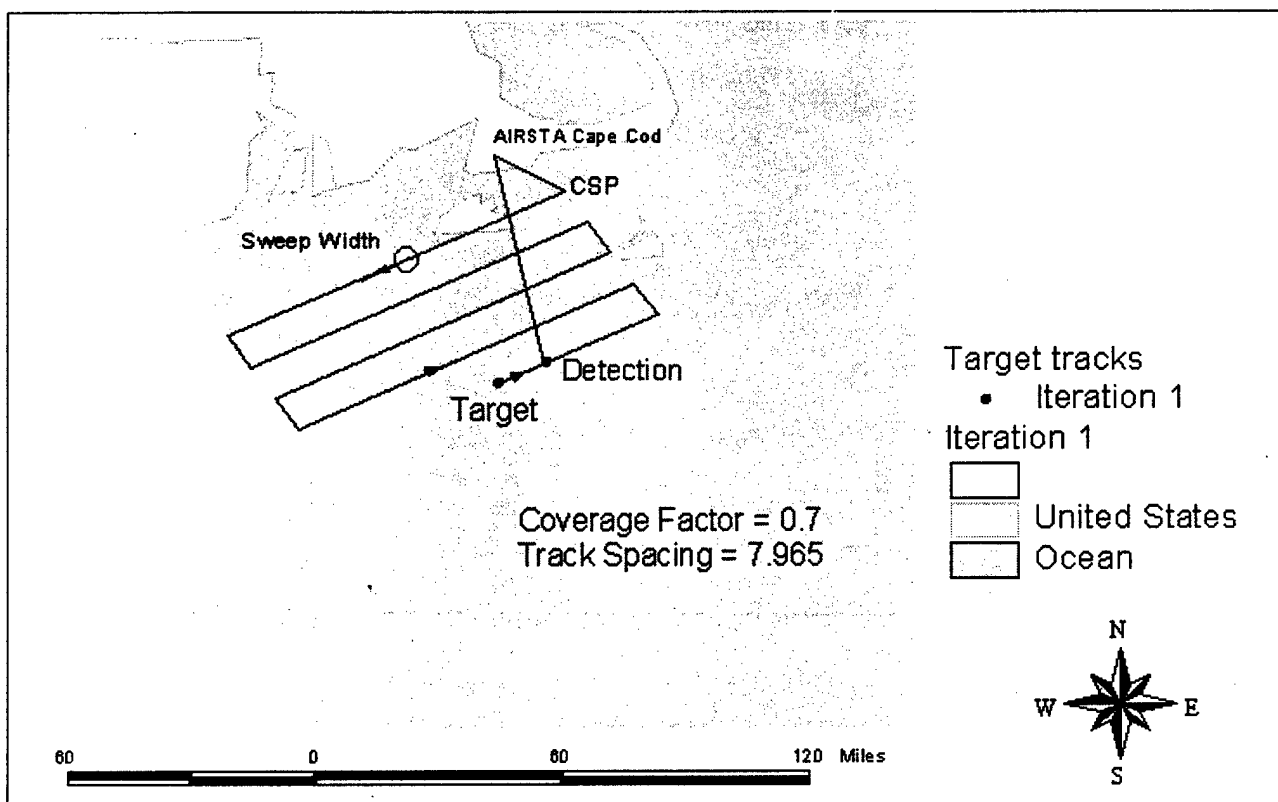 AIRSTA Cape Cod
CSP
Sweep Width
Detection
Target
Target tracks
Iteration 1
Iteration 1
United States
Ocean
Coverage Factor = 0.7
Track Spacing = 7.965
N
W E
S
60 0 60 120 Miles